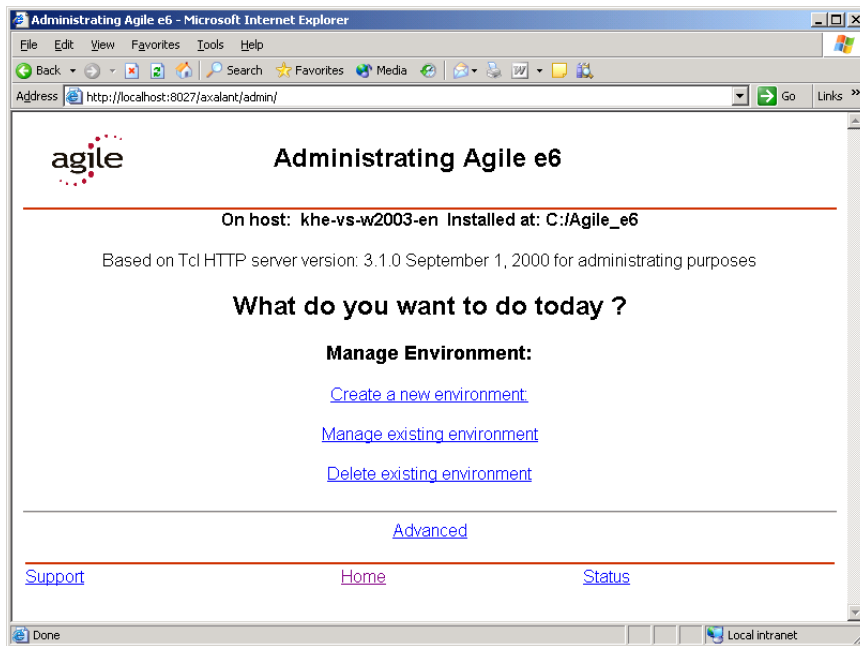 Administrating Agile e6 - Microsoft Internet Explorer
File Edit View Favorites Tools Help
Back Search Favorites Media
Address http://localhost:8027/axalant/admin/ Go Links »
agile
Administrating Agile e6
On host: khe-vs-w2003-en Installed at: C:/Agile_e6
Based on Tcl HTTP server version: 3.1.0 September 1, 2000 for administrating purposes
What do you want to do today ?
Manage Environment:
Create a new environment:
Manage existing environment
Delete existing environment
Advanced
Support Home Status
Done Local intranet